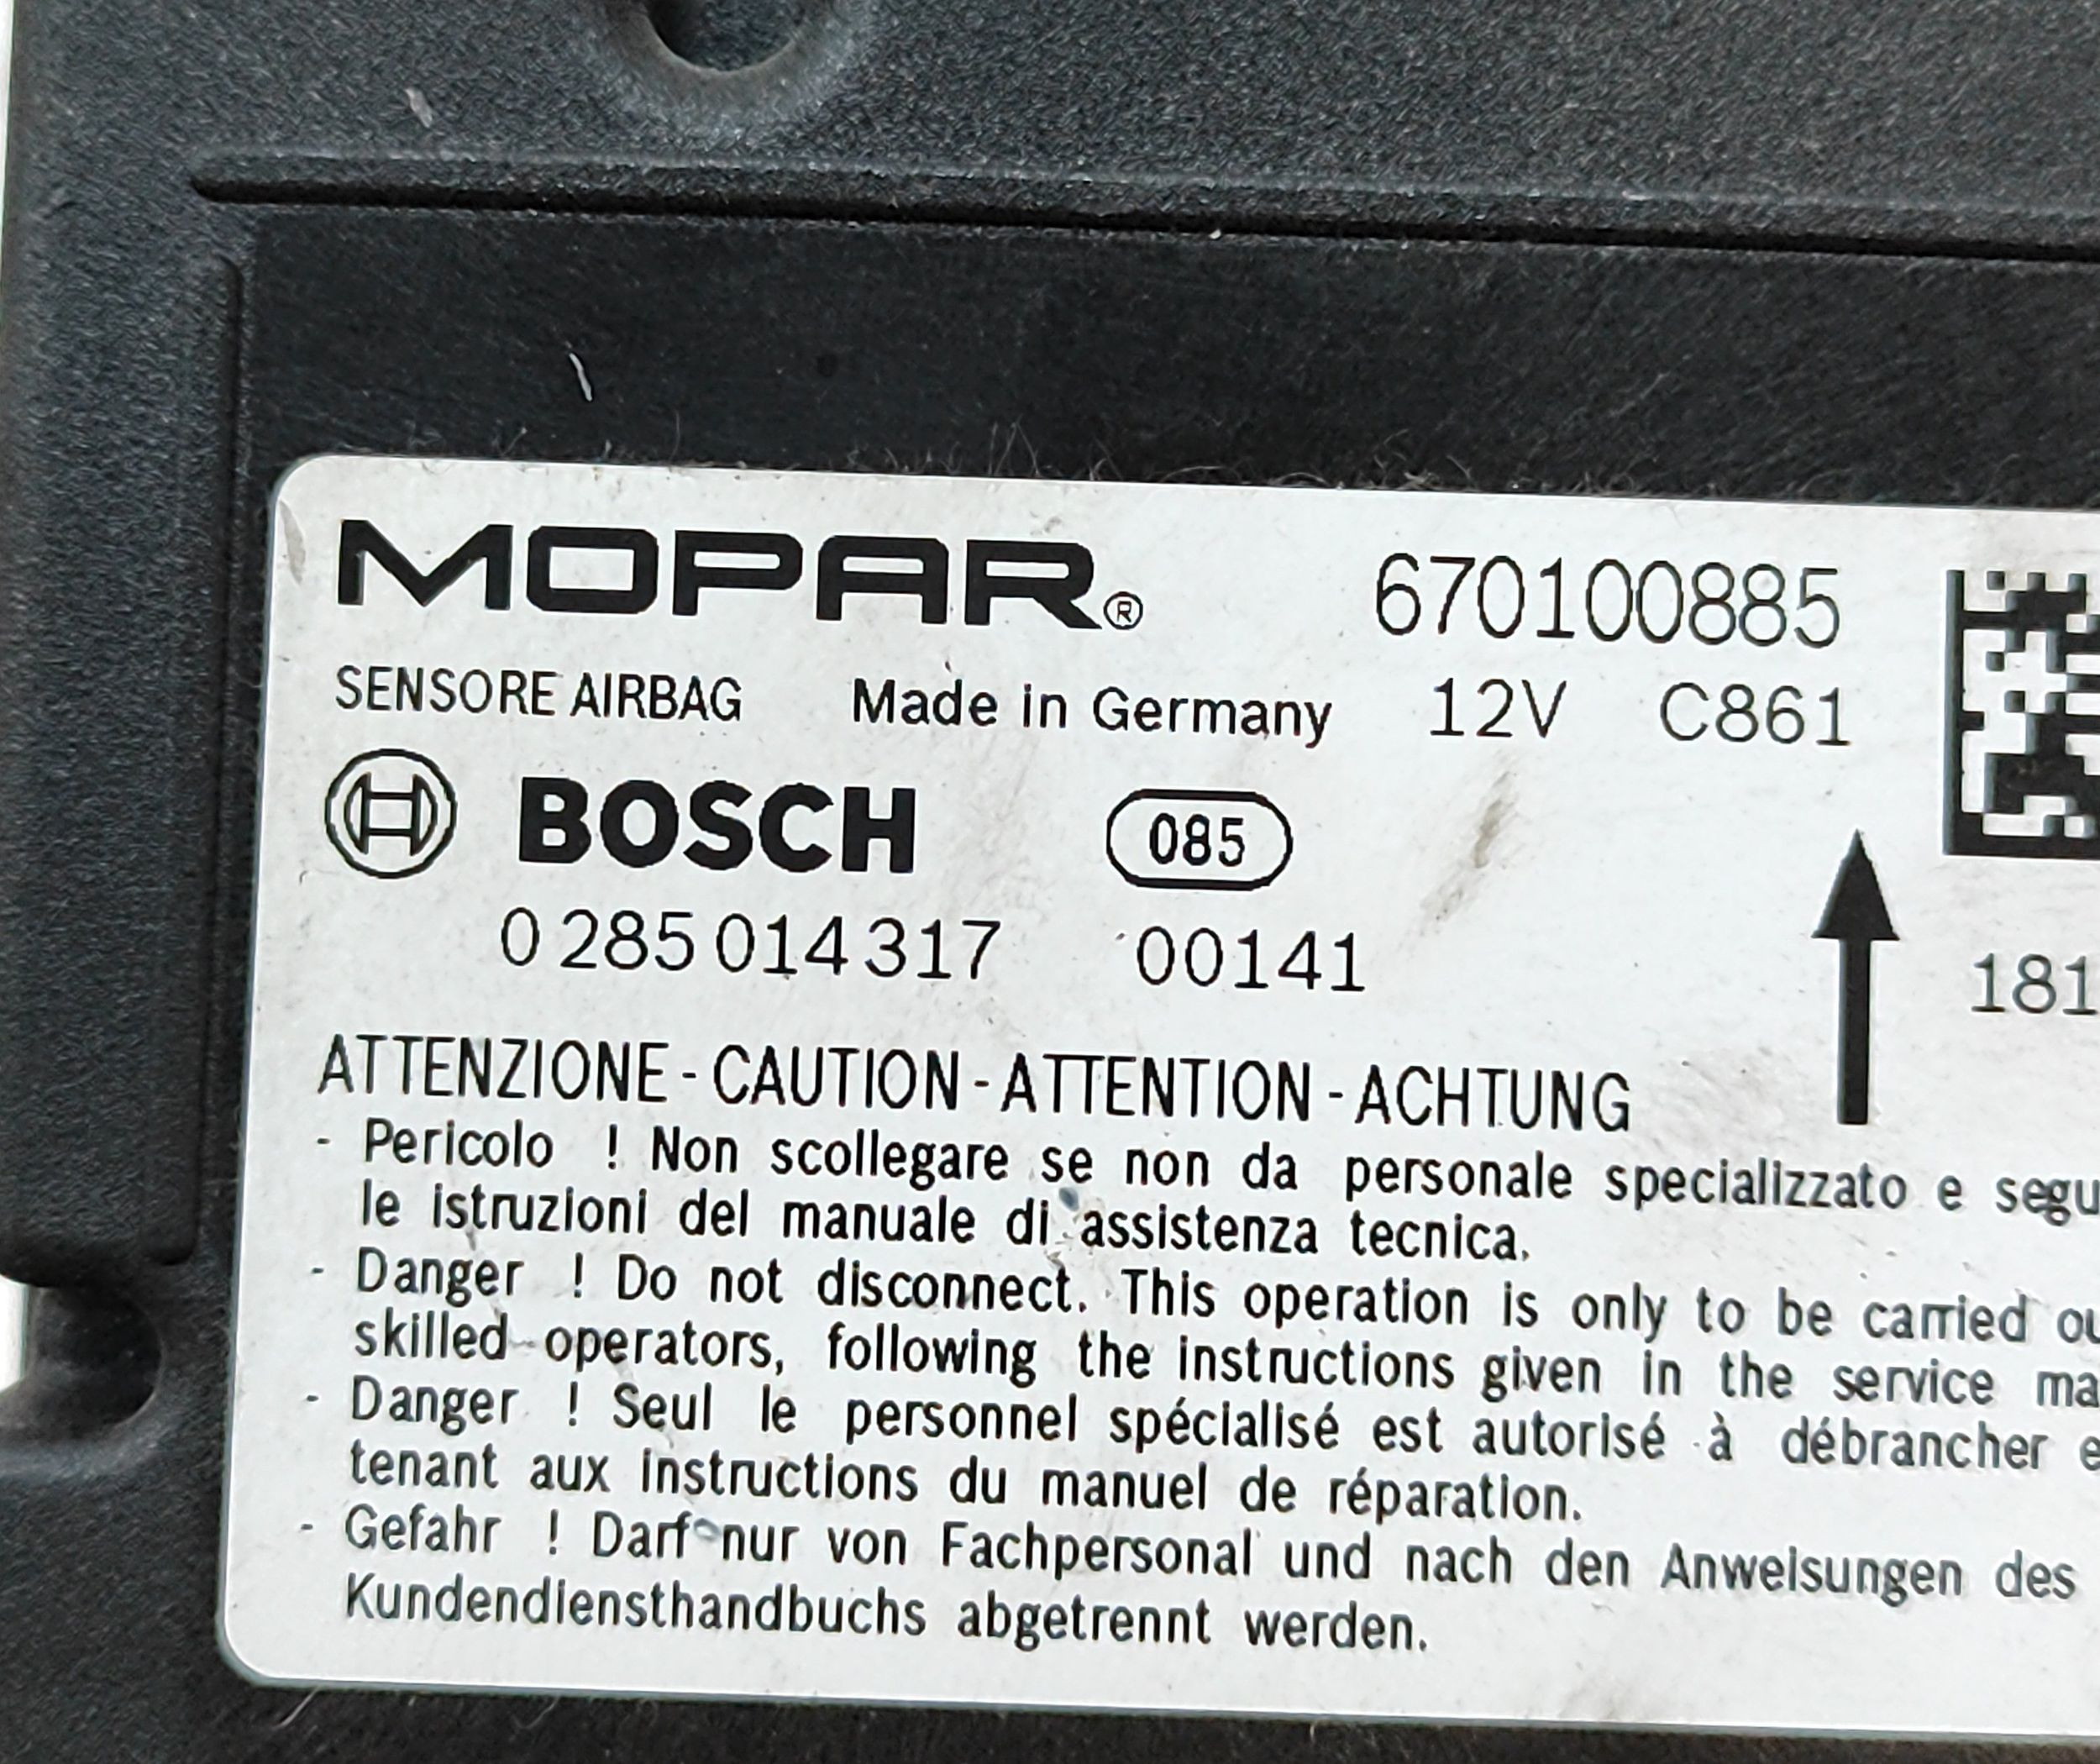 MOPAR® 670100885
SENSORE AIRBAG Made in Germany 12V C861
BOSCH 085
0 285 014 317 00141
181
ATTENZIONE - CAUTION - ATTENTION - ACHTUNG
- Pericolo ! Non scollegare se non da personale specializzato e segu
le istruzioni del manuale di assistenza tecnica.
- Danger ! Do not disconnect. This operation is only to be carried ou
skilled operators, following the instructions given in the service ma
- Danger ! Seul le personnel spécialisé est autorisé à débrancher e
tenant aux instructions du manuel de réparation.
- Gefahr ! Darf nur von Fachpersonal und nach den Anweisungen des
Kundendiensthandbuchs abgetrennt werden.